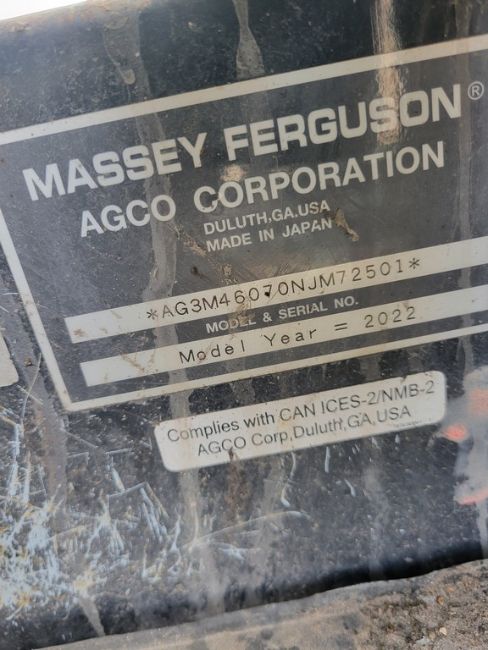 MASSEY FERGUSON®
AGCO CORPORATION
DULUTH,GA.USA
MADE IN JAPAN
*AG3M46070NJM72501*
MODEL & SERIAL NO.
Model Year = 2022
Complies with CAN ICES-2/NMB-2
AGCO Corp,Duluth,GA,USA